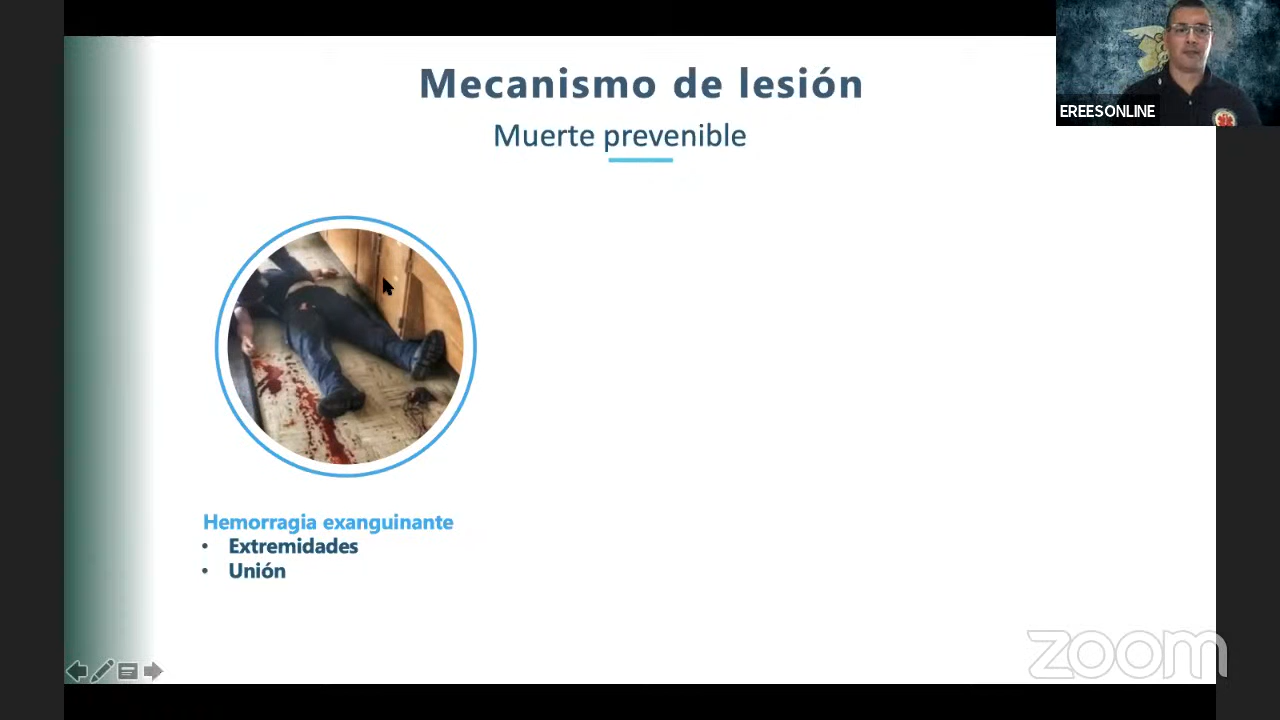 Mecanismo de lesión
EREESONLINE
Muerte prevenible
Hemorragia exanguinante
• Extremidades
• Unión
zoom